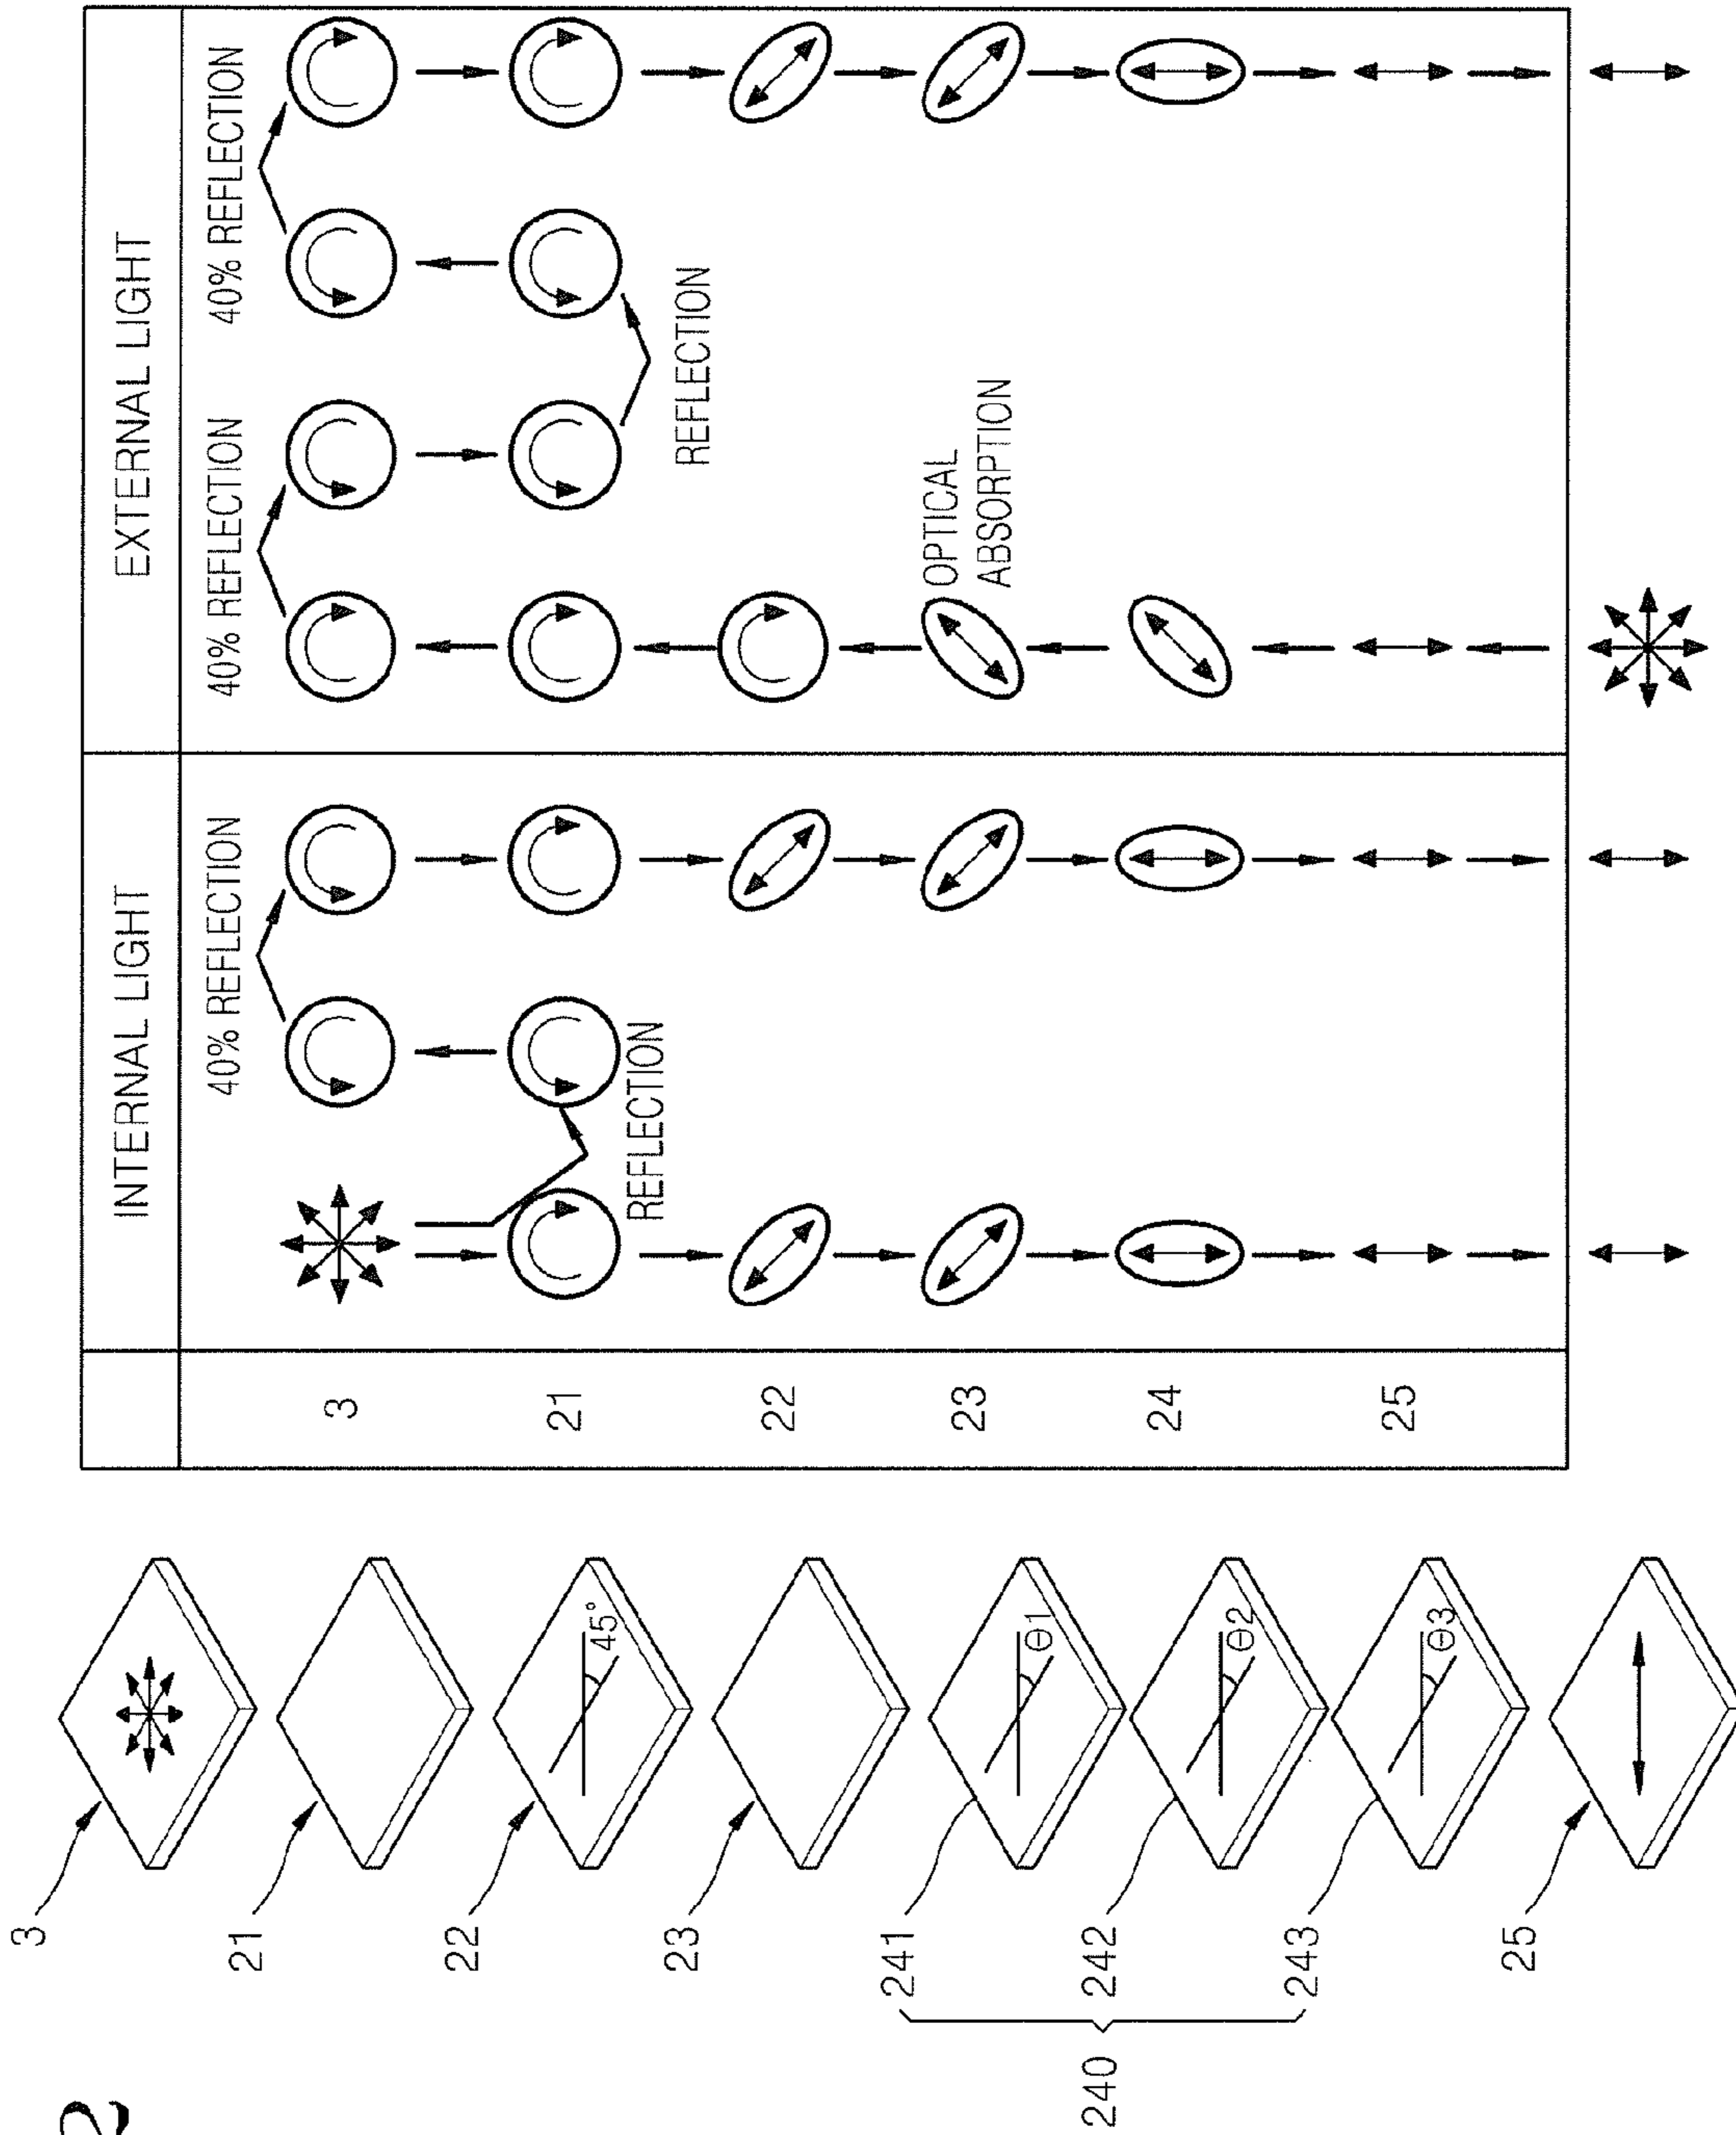 2
INTERNAL LIGHT
EXTERNAL LIGHT
40% REFLECTION
40% REFLECTION
40% REFLECTION
3
3
21
REFLECTION
REFLECTION
21
22
45°
22
23
OPTICAL
ABSORPTION
23
241
Θ1
24
242
Θ2
240
243
Θ3
25
25